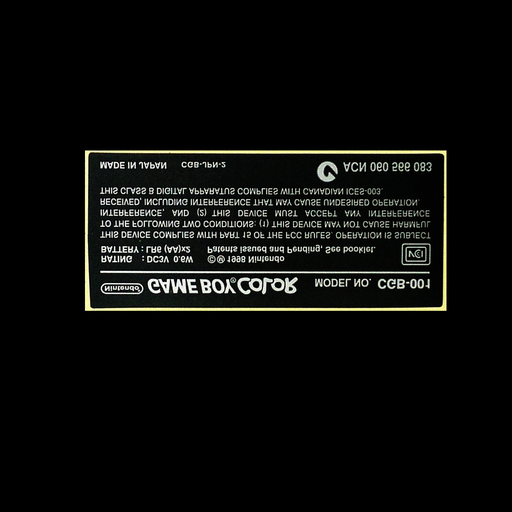 Nintendo GAME BOY COLOR MODEL NO. CGB-001
RATING : DC3V 0.6W ©℗ 1998 Nintendo
BATTERY : LR6 (AA)x2 Patents Issued and Pending, See booklet.
VCI
THIS DEVICE COMPLIES WITH PART 15 OF THE FCC RULES. OPERATION IS SUBJECT
TO THE FOLLOWING TWO CONDITIONS: (1) THIS DEVICE MAY NOT CAUSE HARMFUL
INTERFERENCE, AND (2) THIS DEVICE MUST ACCEPT ANY INTERFERENCE
RECEIVED, INCLUDING INTERFERENCE THAT MAY CAUSE UNDESIRED OPERATION.
THIS CLASS B DIGITAL APPARATUS COMPLIES WITH CANADIAN ICES-003.
MADE IN JAPAN CGB-JPN-2 ACN 060 566 083